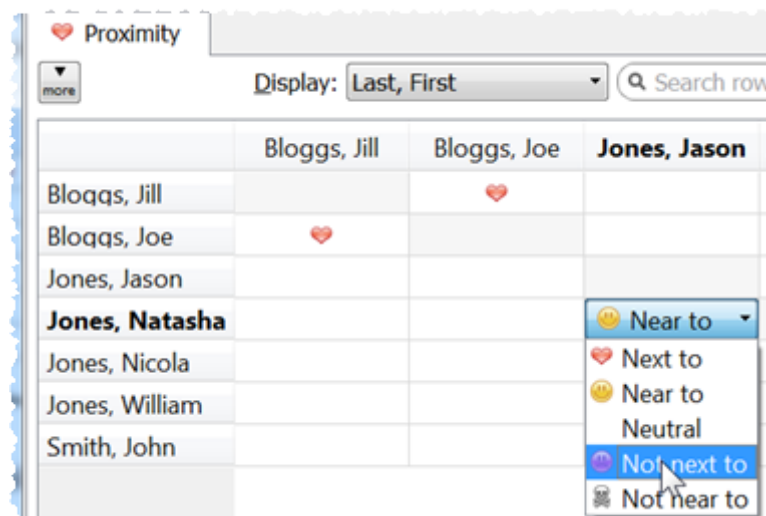 Proximity
more Display: Last, First Search row
Bloggs, Jill Bloggs, Joe Jones, Jason
Bloggs, Jill
Bloggs, Joe
Jones, Jason
Jones, Natasha Near to
Next to
Jones, Nicola
Near to
Jones, William
Neutral
Smith, John
Not next to
Not near to